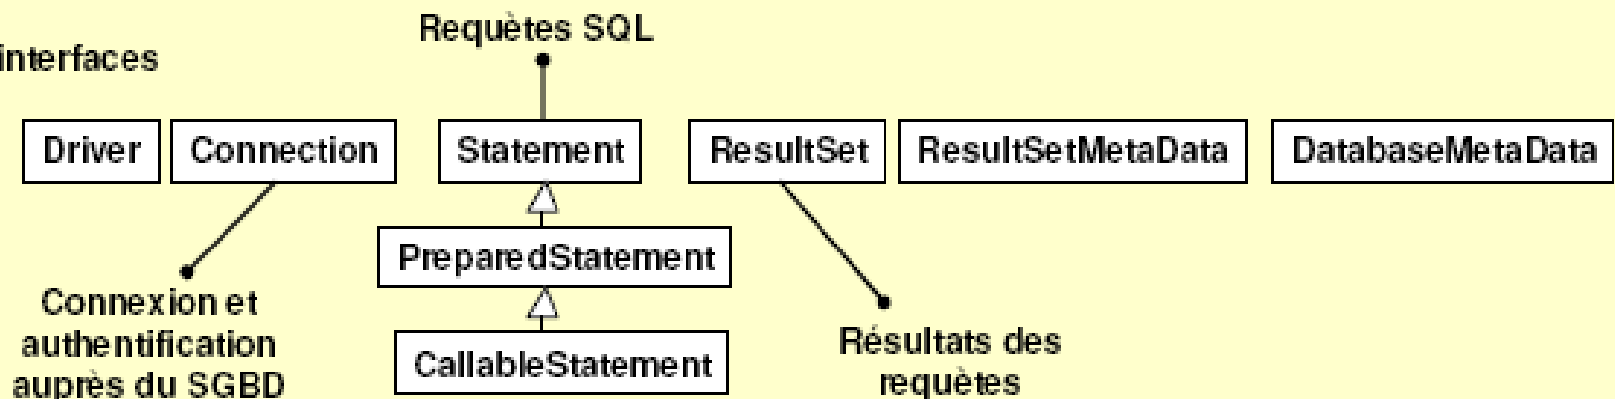 Requètes SQL
interfaces
Driver
Connection
Statement
ResultSet
ResultSetMetaData
DatabaseMetaData
PreparedStatement
Connexion et
authentification
auprès du SGBD
CallableStatement
Résultats des
requètes